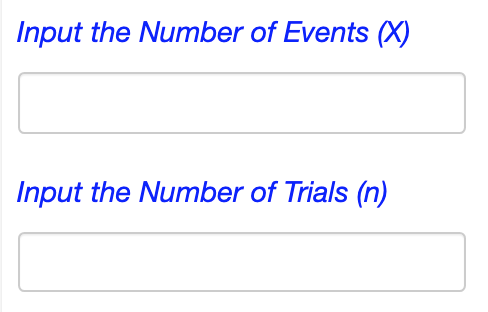 Input the Number of Events (X)
Input the Number of Trials (n)